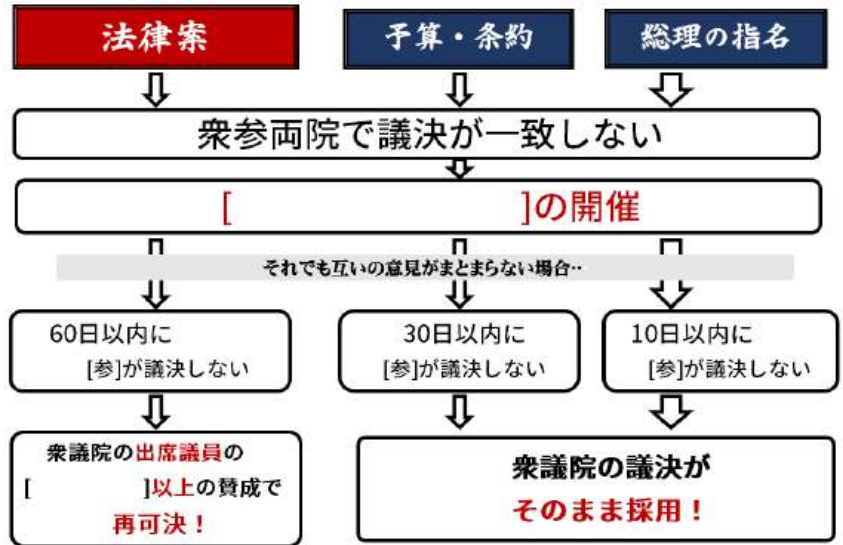 法律案
予算・条約
総理の指名
衆参両院で議決が一致しない
[ ]の開催
それでも互いの意見がまとまらない場合‥
60日以内に
[参]が議決しない
30日以内に
[参]が議決しない
10日以内に
[参]が議決しない
衆議院の出席議員の
[ ]以上の賛成で
再可決！
衆議院の議決が
そのまま採用！